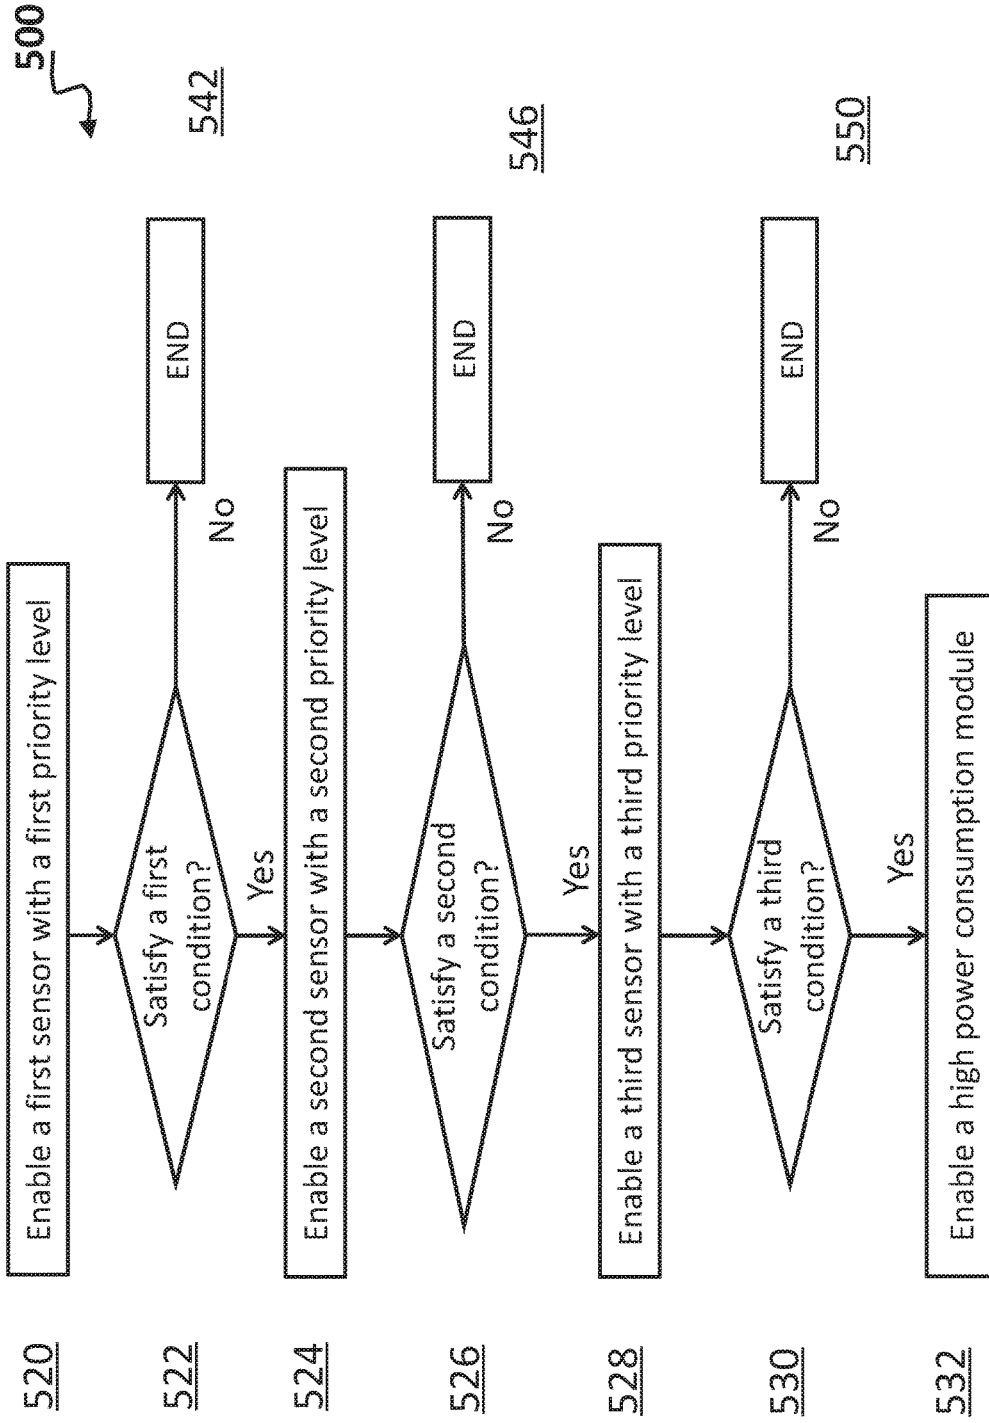 500
520
Enable a first sensor with a first priority level
522
Satisfy a first
condition?
No
END
542
Yes
524
Enable a second sensor with a second priority level
526
Satisfy a second
condition?
No
END
546
Yes
528
Enable a third sensor with a third priority level
530
Satisfy a third
condition?
No
END
550
Yes
532
Enable a high power consumption module